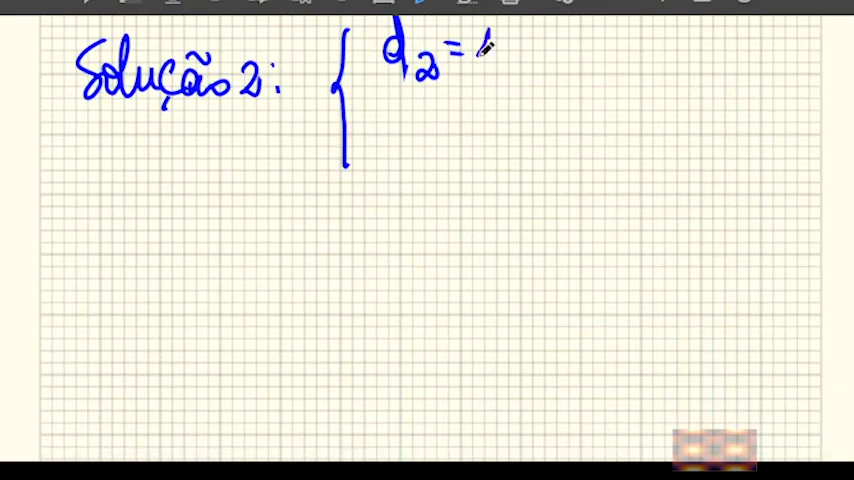 Solução 2: { d₂ =